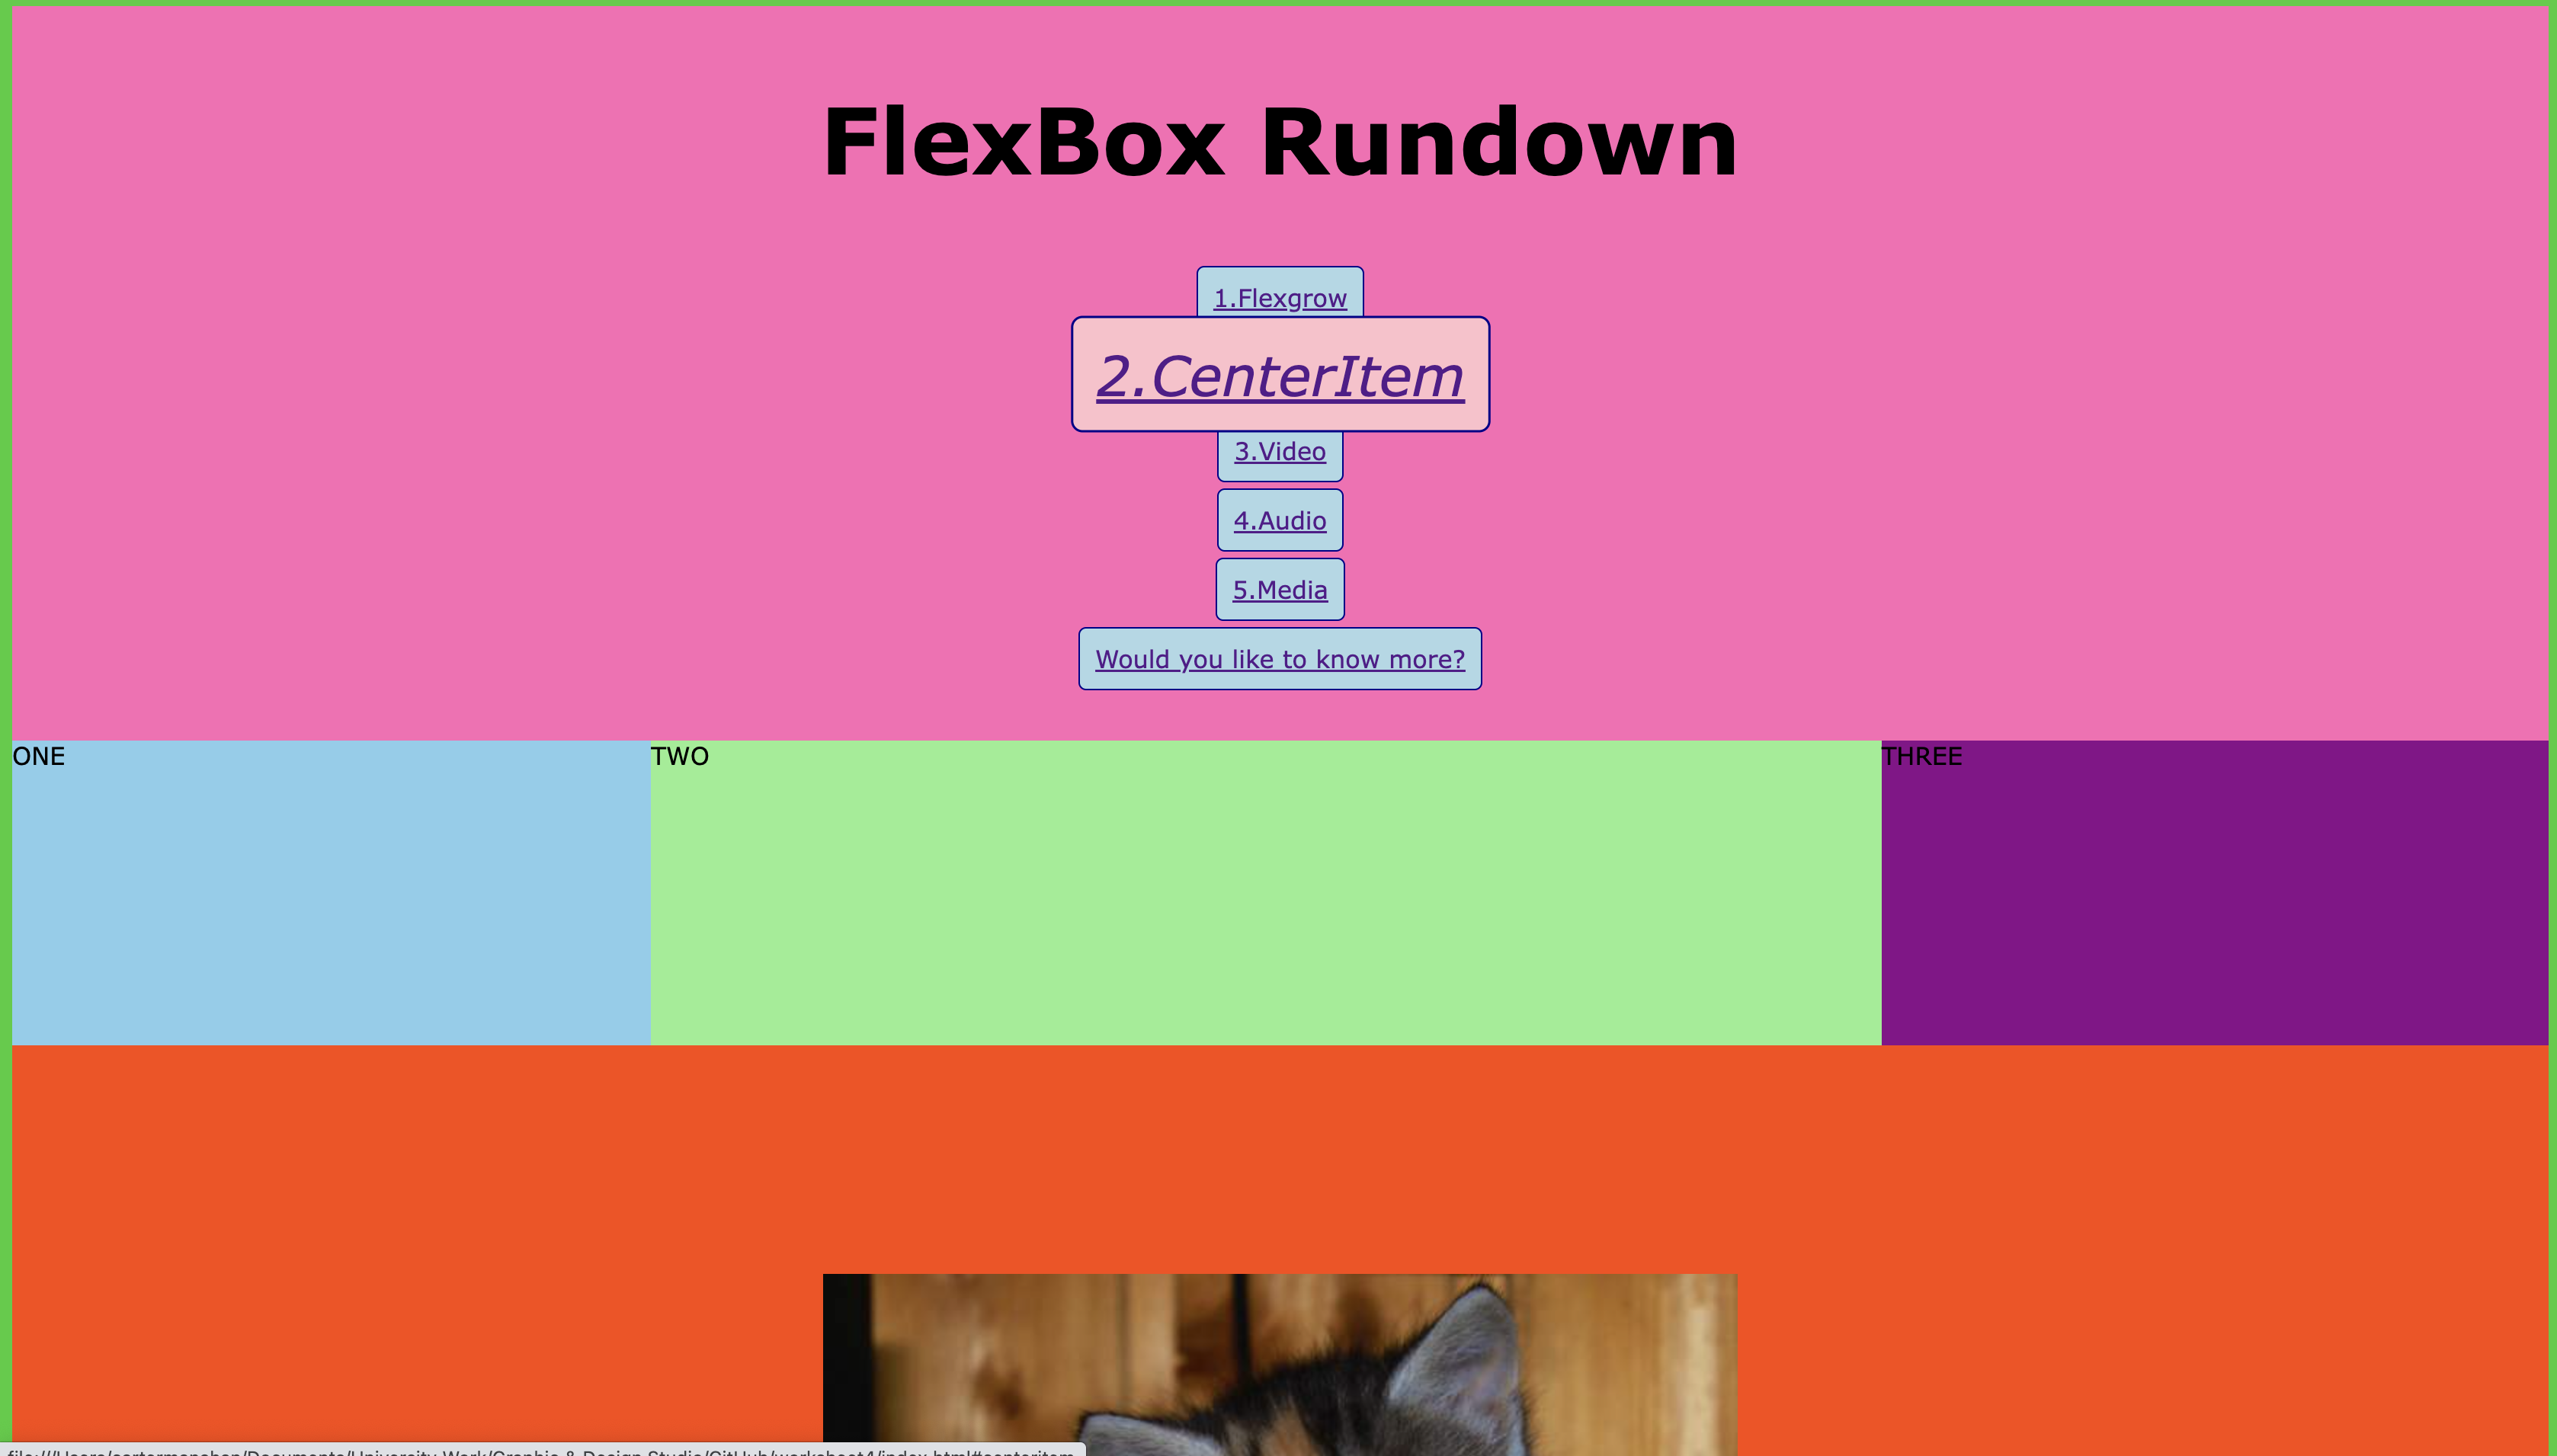 FlexBox Rundown
1.Flexgrow
2.CenterItem
3.Video
4.Audio
5.Media
Would you like to know more?
ONE
TWO
THREE